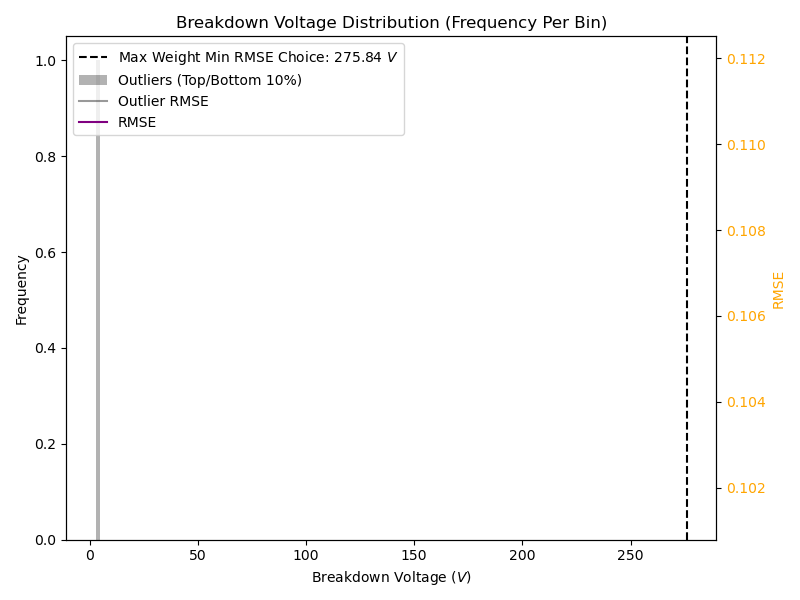 Breakdown Voltage Distribution (Frequency Per Bin)
Max Weight Min RMSE Choice: 275.84 V
Outliers (Top/Bottom 10%)
Outlier RMSE
RMSE
1.0
0.8
0.6
0.4
0.2
0.0
Frequency
0.112
0.110
0.108
0.106
0.104
0.102
RMSE
0
50
100
150
200
250
Breakdown Voltage (V)